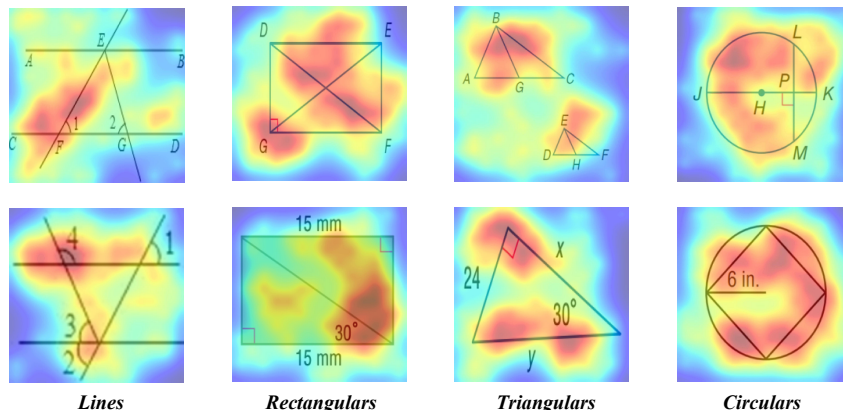 E
A B
1 2
C F G D
D E
G F
B
A G C
E
D H F
L
J P K
H
M
4 1
3
2
15 mm
30°
15 mm
x
24
30°
y
6 in.
Lines Rectangulars Triangulars Circulars